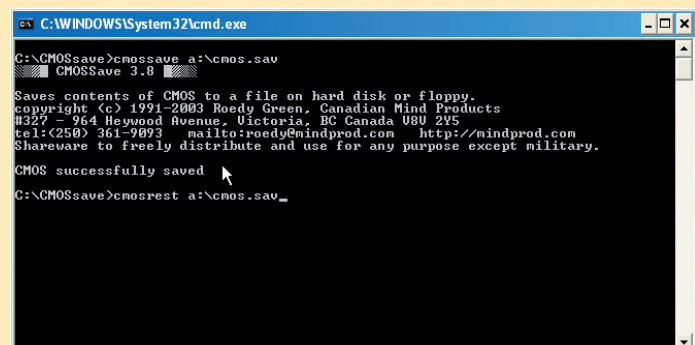 C:\WINDOWS\System32\cmd.exe
C:\CMOSsave>cmossave a:\cmos.sav
CMOSSave 3.8
Saves contents of CMOS to a file on hard disk or floppy.
copyright (c) 1991-2003 Roedy Green, Canadian Mind Products
#327 - 964 Heywood Avenue, Victoria, BC Canada V8V 2Y5
tel:(250) 361-9093   mailto:roedy@mindprod.com   http://mindprod.com
Shareware to freely distribute and use for any purpose except military.
CMOS successfully saved
C:\CMOSsave>cmosrest a:\cmos.sav_